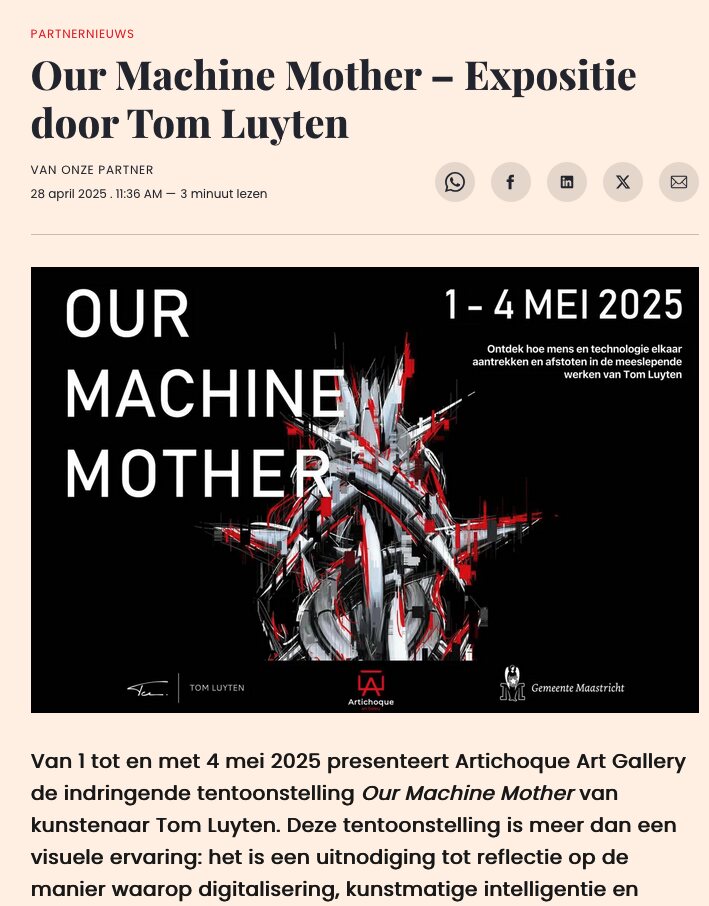 PARTNERNIEUWS
Our Machine Mother – Expositie
door Tom Luyten
VAN ONZE PARTNER
28 april 2025 . 11:36 AM — 3 minuut lezen
OUR
MACHINE
MOTHER
1 - 4 MEI 2025
Ontdek hoe mens en technologie elkaar
aantrekken en afstoten in de meeslepende
werken van Tom Luyten
TOM LUYTEN
Artichoque
Gemeente Maastricht
Van 1 tot en met 4 mei 2025 presenteert Artichoque Art Gallery
de indringende tentoonstelling Our Machine Mother van
kunstenaar Tom Luyten. Deze tentoonstelling is meer dan een
visuele ervaring: het is een uitnodiging tot reflectie op de
manier waarop digitalisering, kunstmatige intelligentie en